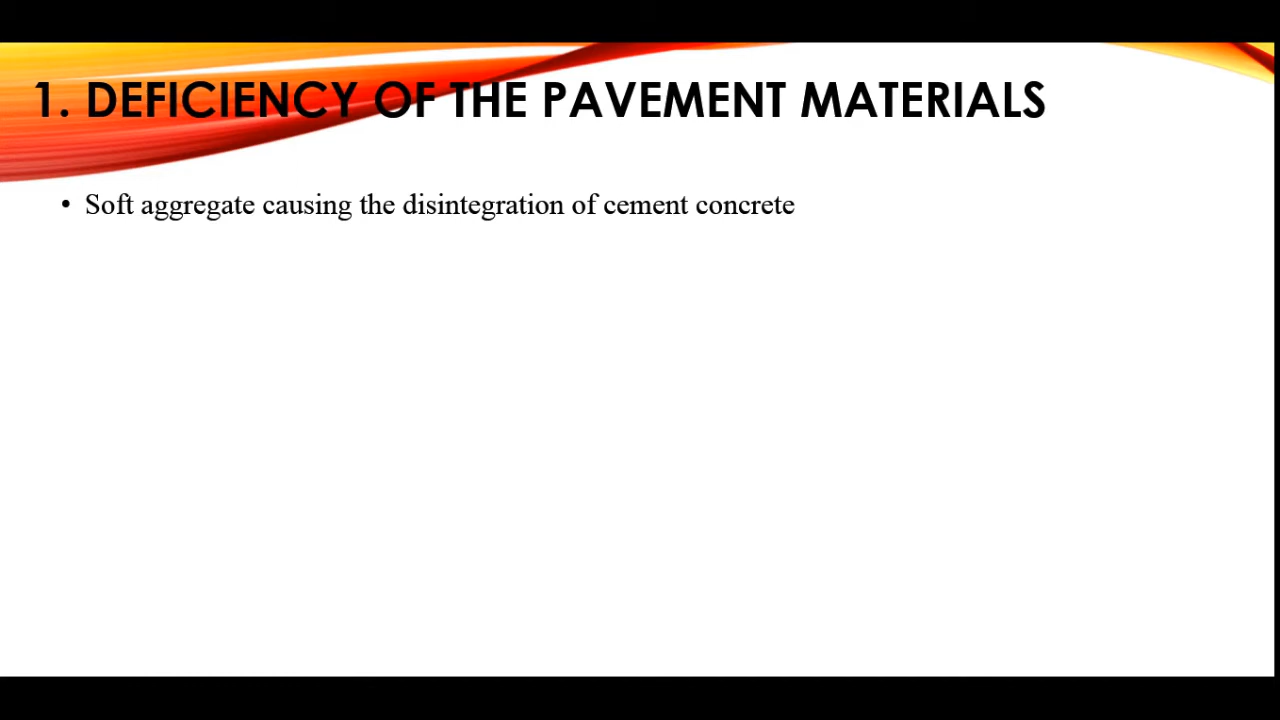 1. DEFICIENCY OF THE PAVEMENT MATERIALS
• Soft aggregate causing the disintegration of cement concrete